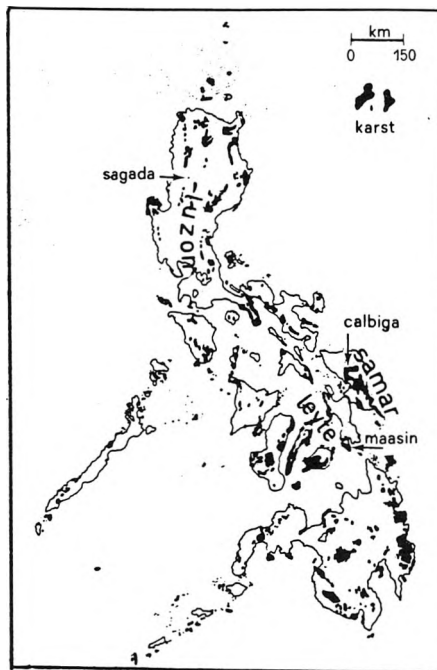 km
0 150
karst
sagada
luzon
calbiga
samar
leyte
maasin